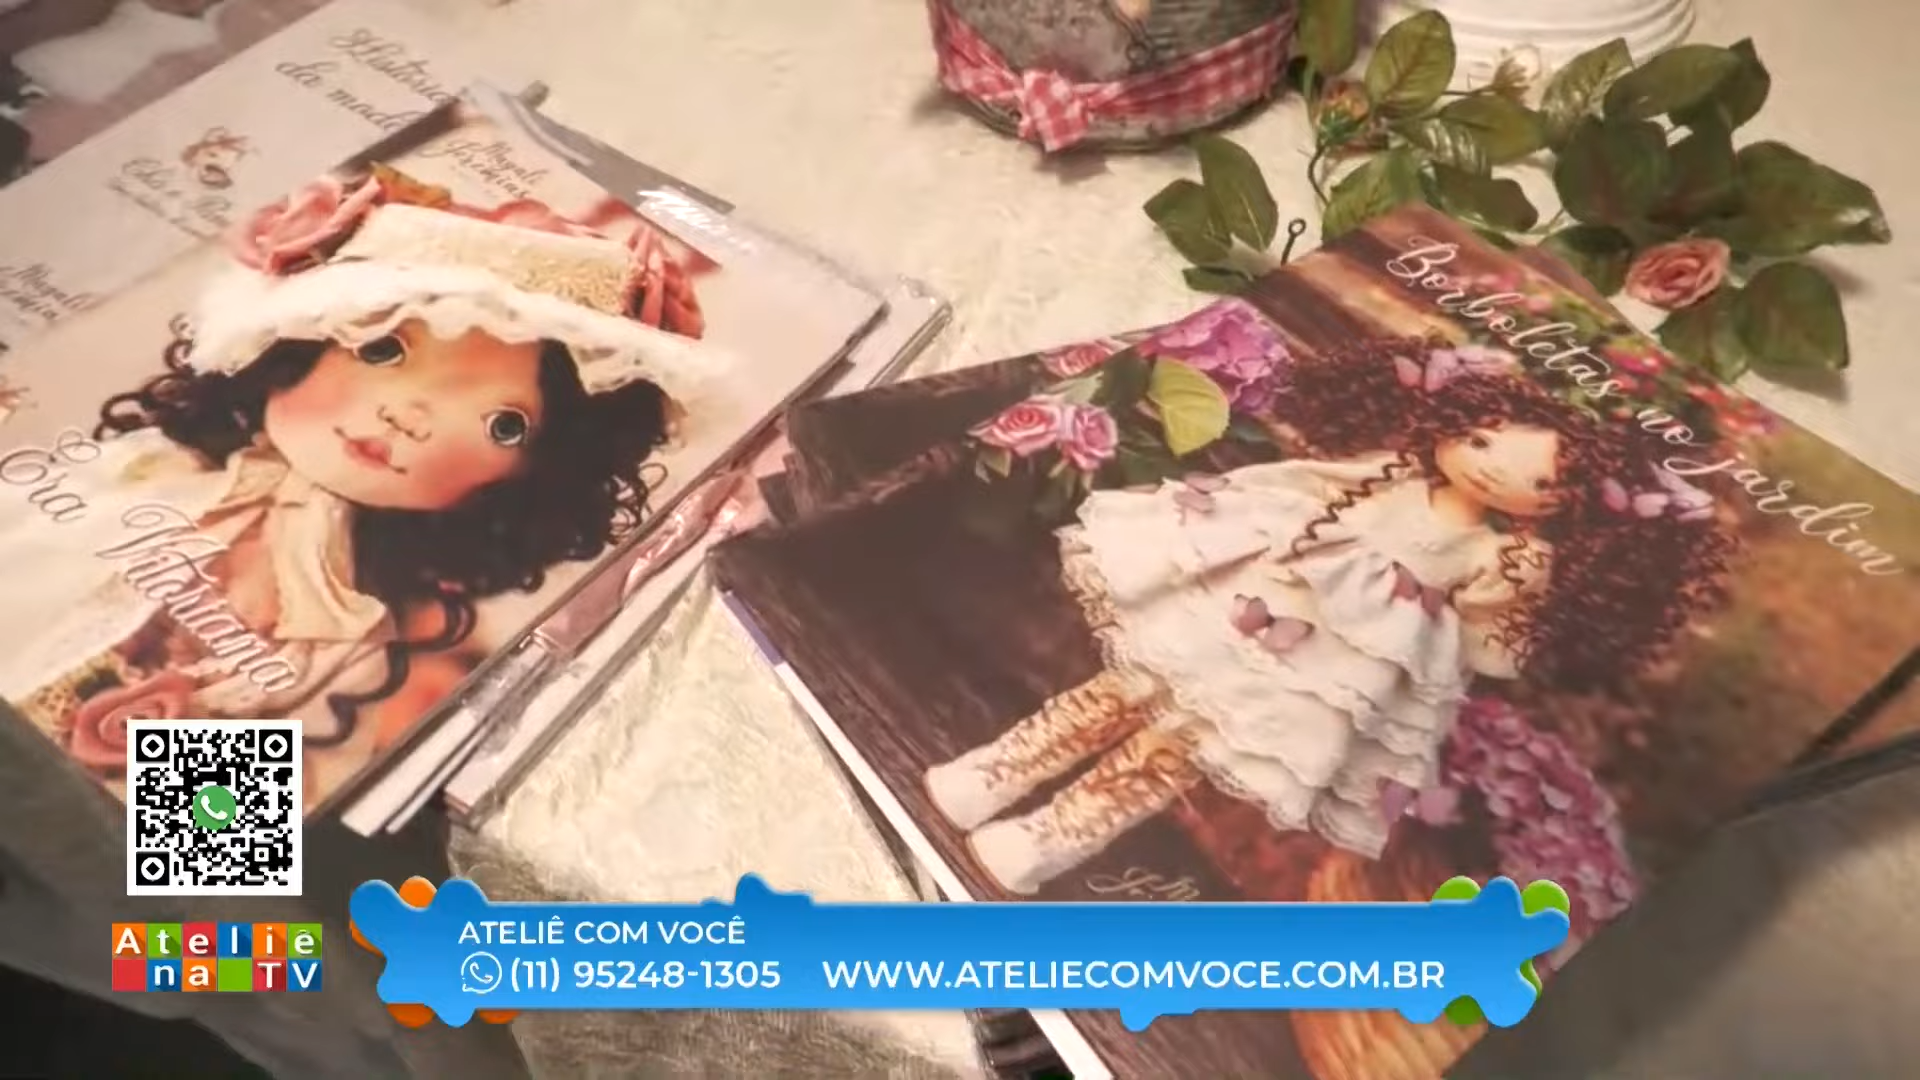 História
da moda
Magali
Era
Vitoriana
Borboletas no jardim
Ateliê
na TV
ATELIÊ COM VOCÊ
(11) 95248-1305 WWW.ATELIECOMVOCE.COM.BR